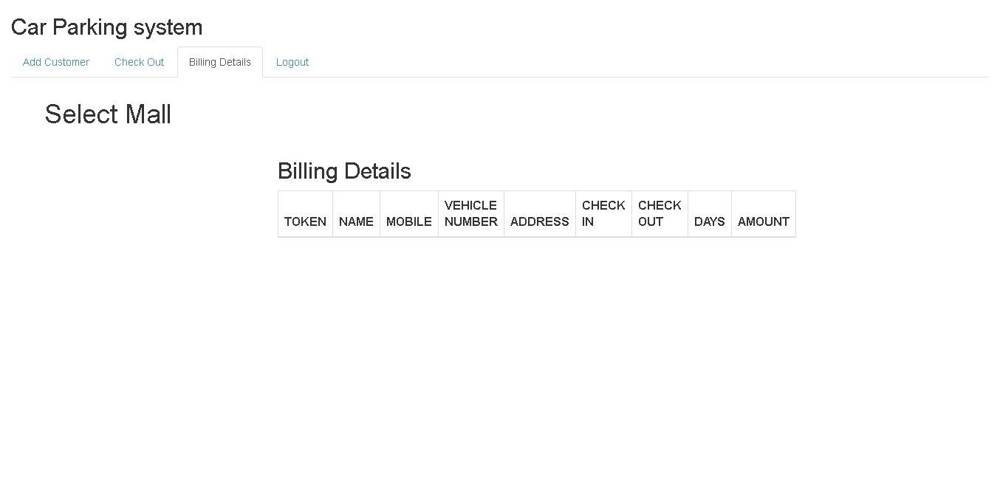 Car Parking system
Add Customer Check Out Billing Details Logout
Select Mall
Billing Details
TOKEN NAME MOBILE VEHICLE NUMBER ADDRESS CHECK IN CHECK OUT DAYS AMOUNT